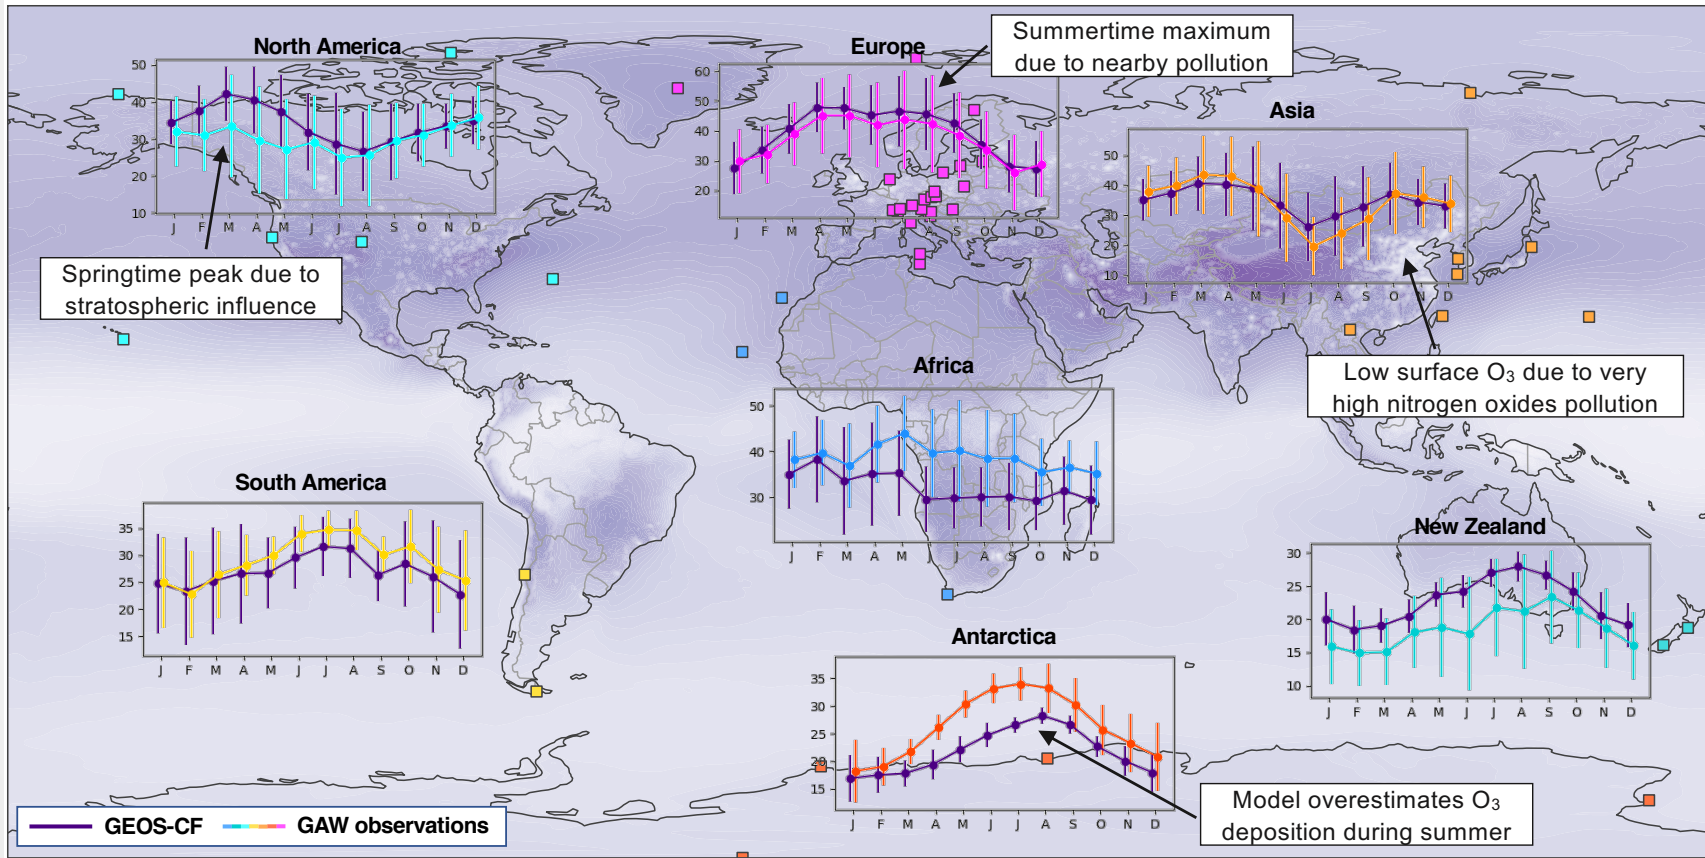 North America
50
40
30
20
10
J F M A M J J A S O N D
Springtime peak due to
stratospheric influence
Europe
60
50
40
30
20
J F M A M J J A S O N D
Summertime maximum
due to nearby pollution
Asia
50
40
30
20
10
J F M A M J J A S O N D
Low surface O₃ due to very
high nitrogen oxides pollution
Africa
50
40
30
J F M A M J J A S O N D
South America
35
30
25
20
15
J F M A M J J A S O N D
New Zealand
30
25
20
15
10
J F M A M J J A S O N D
Antarctica
35
30
25
20
15
J F M A M J J A S O N D
Model overestimates O₃
deposition during summer
GEOS-CF GAW observations